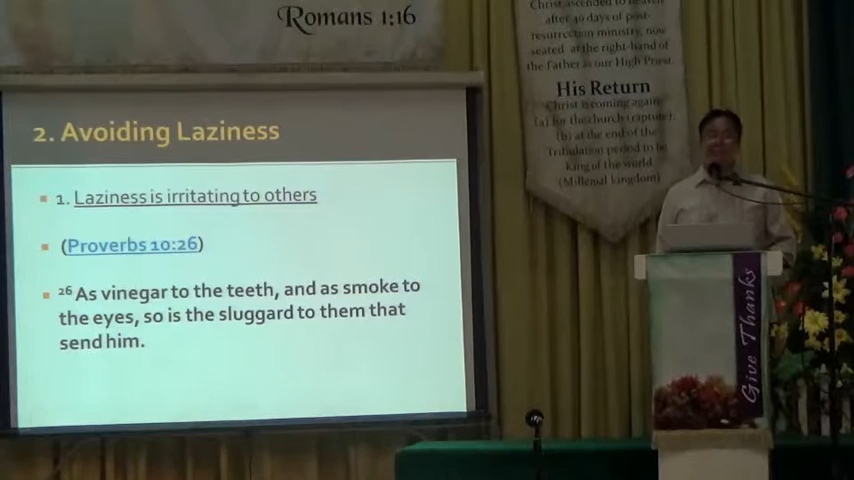 Romans 1:16
2. Avoiding Laziness
1. Laziness is irritating to others
(Proverbs 10:26)
26 As vinegar to the teeth, and as smoke to
the eyes, so is the sluggard to them that
send him.
Christ ascended to heaven
after 40 days of post-
resurrection ministry, now
seated at the right-hand of
the Father as our High Priest
His Return
Christ is coming again
(a) for the church (rapture);
(b) at the end of the
Tribulation period to be
the King of the world
(Millenial kingdom)
Give Thanks